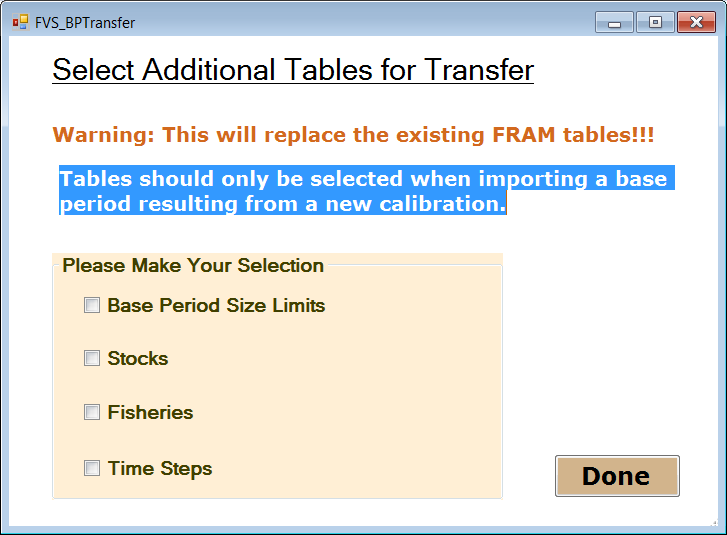 FVS_BPTransfer
Select Additional Tables for Transfer
Warning: This will replace the existing FRAM tables!!!
Tables should only be selected when importing a base
period resulting from a new calibration.
Please Make Your Selection
Base Period Size Limits
Stocks
Fisheries
Time Steps
Done